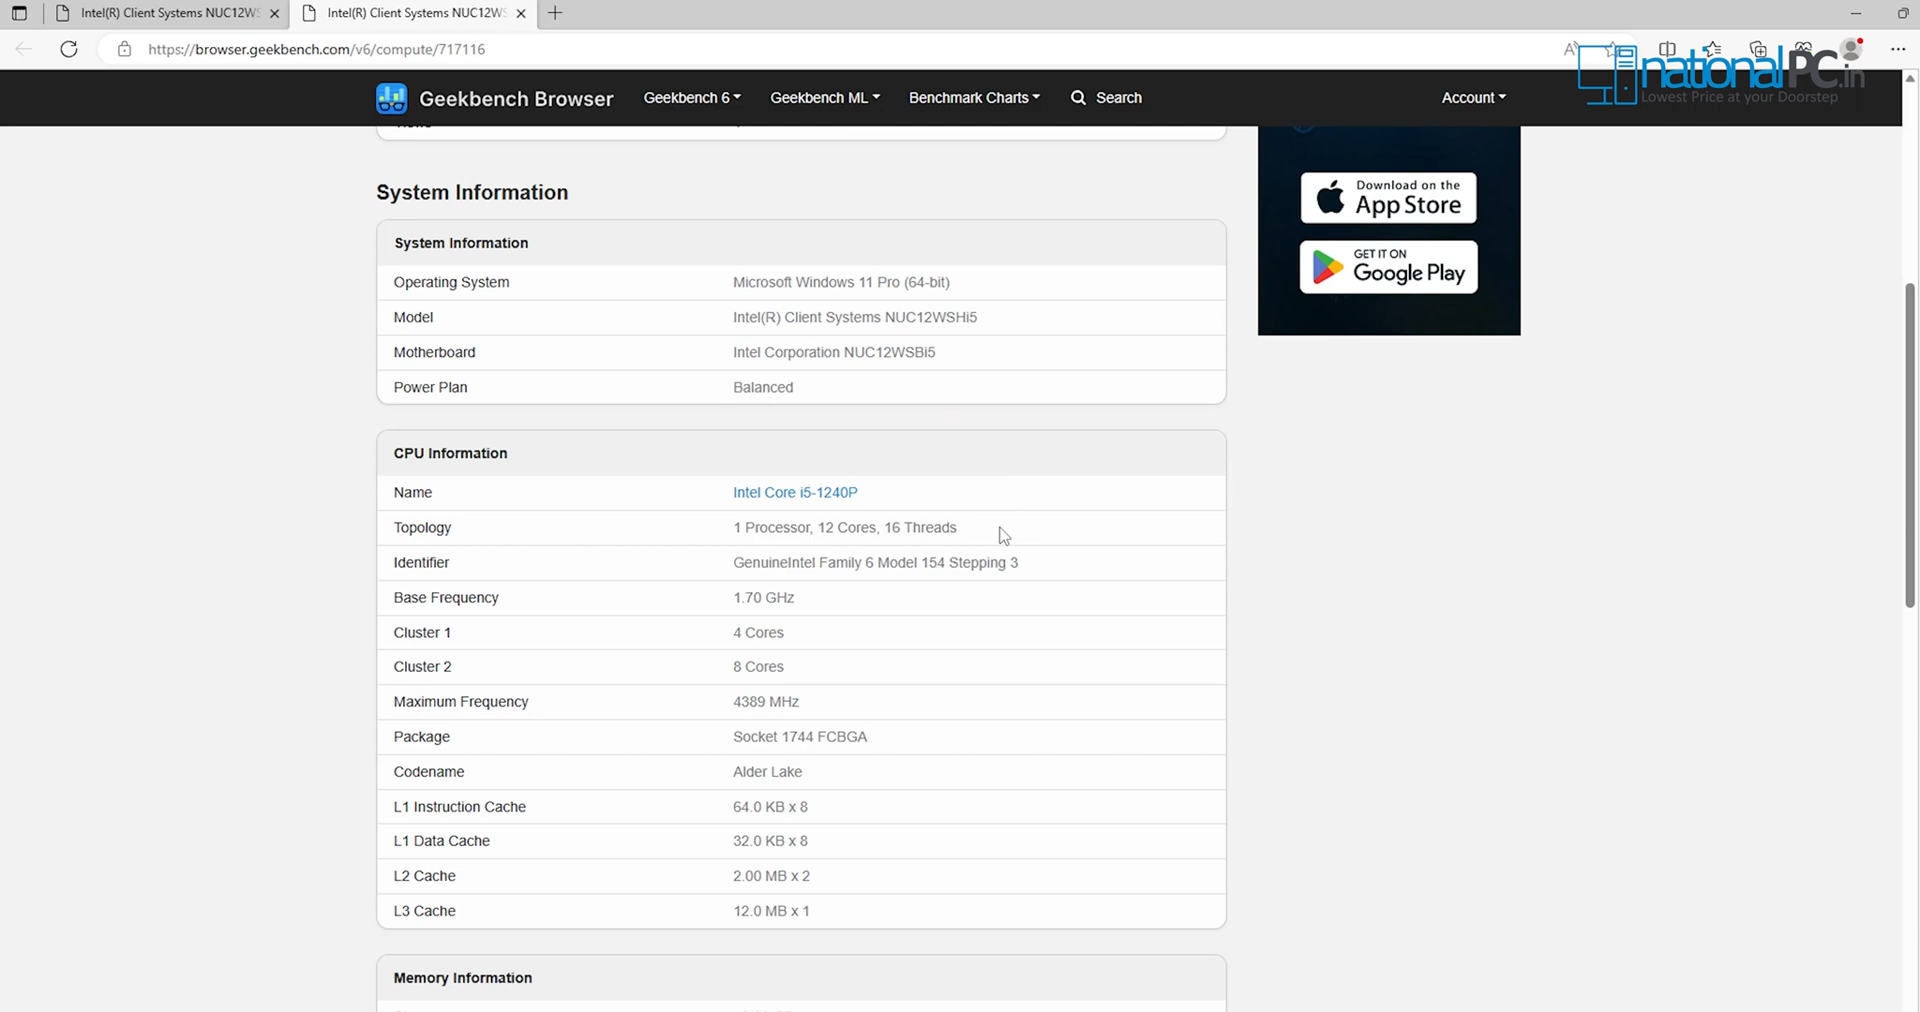 Intel(R) Client Systems NUC12WS
Intel(R) Client Systems NUC12WS
https://browser.geekbench.com/v6/compute/717116
nationalPC.in
Lowest Price at your Doorstep
Geekbench Browser
Geekbench 6
Geekbench ML
Benchmark Charts
Search
Account
System Information
Download on the
App Store
GET IT ON
Google Play
System Information
Operating System Microsoft Windows 11 Pro (64-bit)
Model Intel(R) Client Systems NUC12WSHi5
Motherboard Intel Corporation NUC12WSBi5
Power Plan Balanced
CPU Information
Name Intel Core i5-1240P
Topology 1 Processor, 12 Cores, 16 Threads
Identifier GenuineIntel Family 6 Model 154 Stepping 3
Base Frequency 1.70 GHz
Cluster 1 4 Cores
Cluster 2 8 Cores
Maximum Frequency 4389 MHz
Package Socket 1744 FCBGA
Codename Alder Lake
L1 Instruction Cache 64.0 KB x 8
L1 Data Cache 32.0 KB x 8
L2 Cache 2.00 MB x 2
L3 Cache 12.0 MB x 1
Memory Information